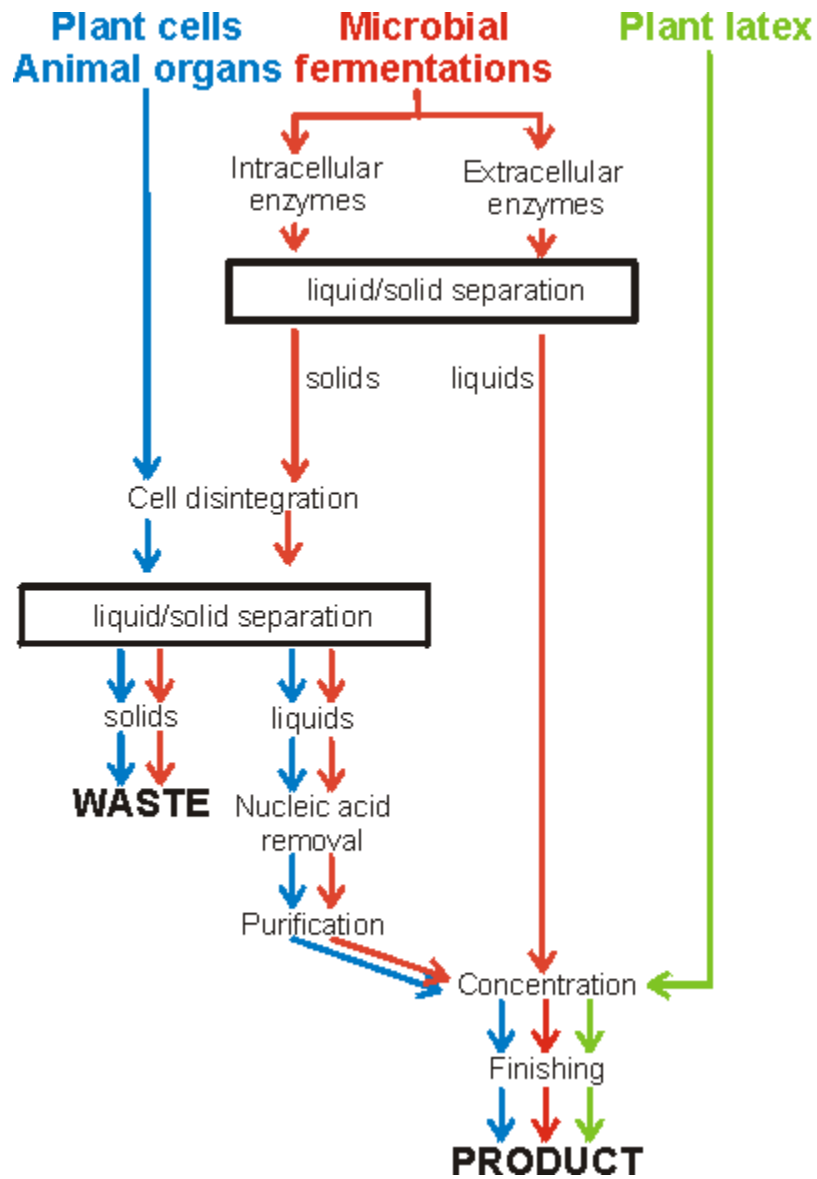 Plant cells
Animal organs
Microbial
fermentations
Plant latex
Intracellular
enzymes
Extracellular
enzymes
liquid/solid separation
solids
liquids
Cell disintegration
liquid/solid separation
solids
liquids
WASTE
Nucleic acid
removal
Purification
Concentration
Finishing
PRODUCT